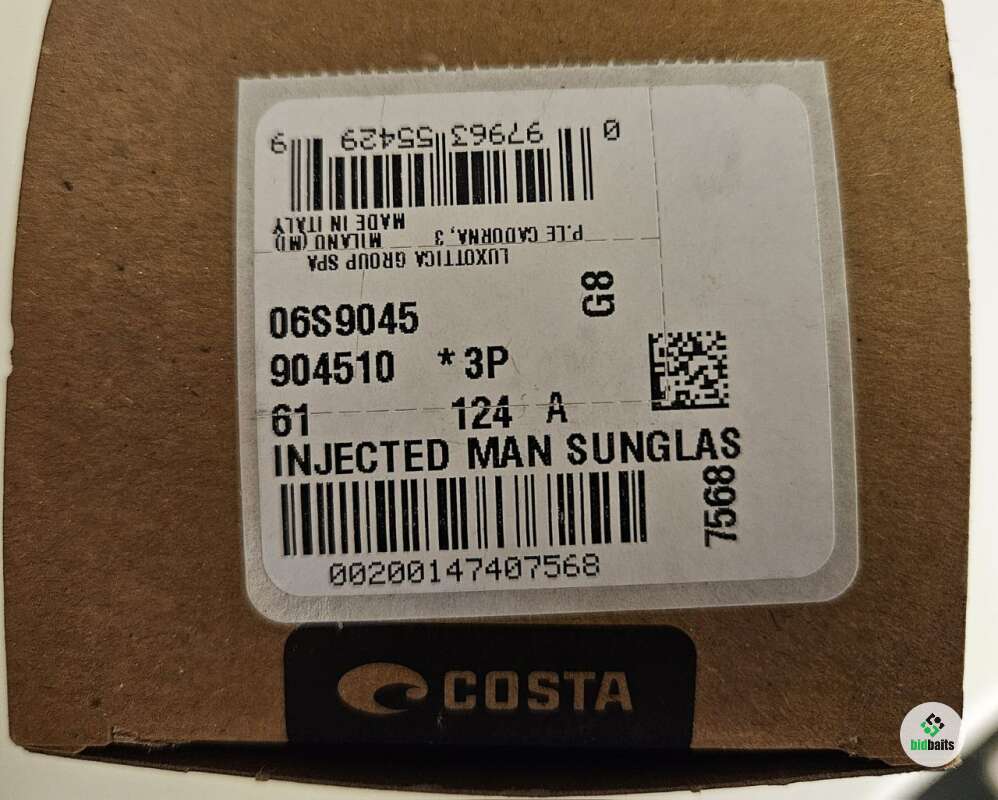 0 97963 55429 9
LUXOTTICA GROUP SPA
P.LE CADORNA, 3 MILANO (MI)
MADE IN ITALY
G8
06S9045
904510 *3P
61 124 A
INJECTED MAN SUNGLAS
7568
00200147407568
COSTA
bidbaits